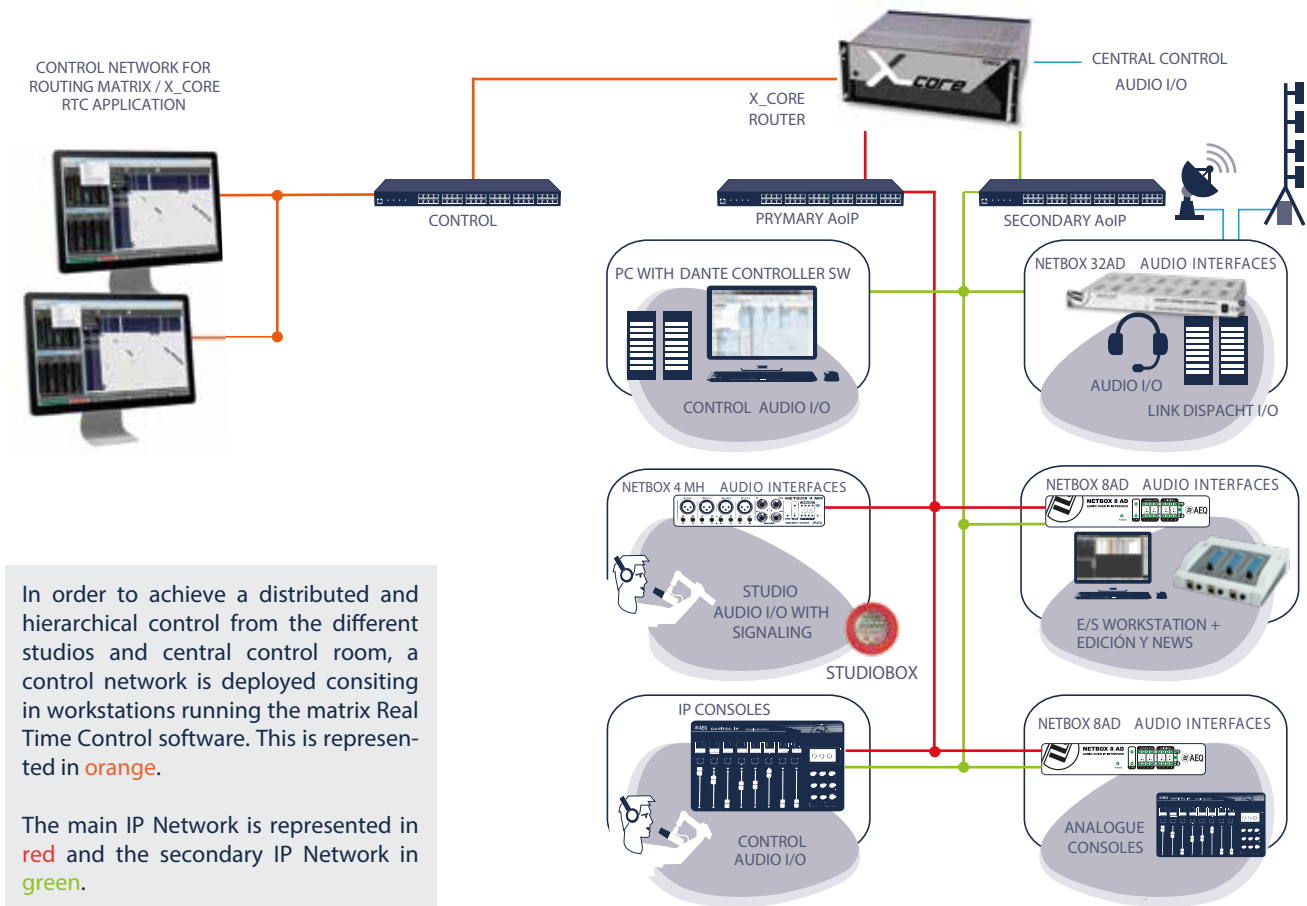 CONTROL NETWORK FOR
ROUTING MATRIX / X_CORE
RTC APPLICATION
X_CORE
ROUTER
X_core
CENTRAL CONTROL
AUDIO I/O
CONTROL
PRYMARY AoIP
SECONDARY AoIP
PC WITH DANTE CONTROLLER SW
CONTROL AUDIO I/O
NETBOX 32AD AUDIO INTERFACES
AUDIO I/O
LINK DISPACHT I/O
NETBOX 4 MH AUDIO INTERFACES
NETBOX 4 MH
STUDIO
AUDIO I/O WITH
SIGNALING
STUDIOBOX
NETBOX 8AD AUDIO INTERFACES
NETBOX 8 AD
AEQ
E/S WORKSTATION +
EDICIÓN Y NEWS
IP CONSOLES
AEQ
CONTROL
AUDIO I/O
NETBOX 8AD AUDIO INTERFACES
NETBOX 8 AD
AEQ
ANALOGUE
CONSOLES
In order to achieve a distributed and
hierarchical control from the different
studios and central control room, a
control network is deployed consiting
in workstations running the matrix Real
Time Control software. This is represen-
ted in orange.
The main IP Network is represented in
red and the secondary IP Network in
green.